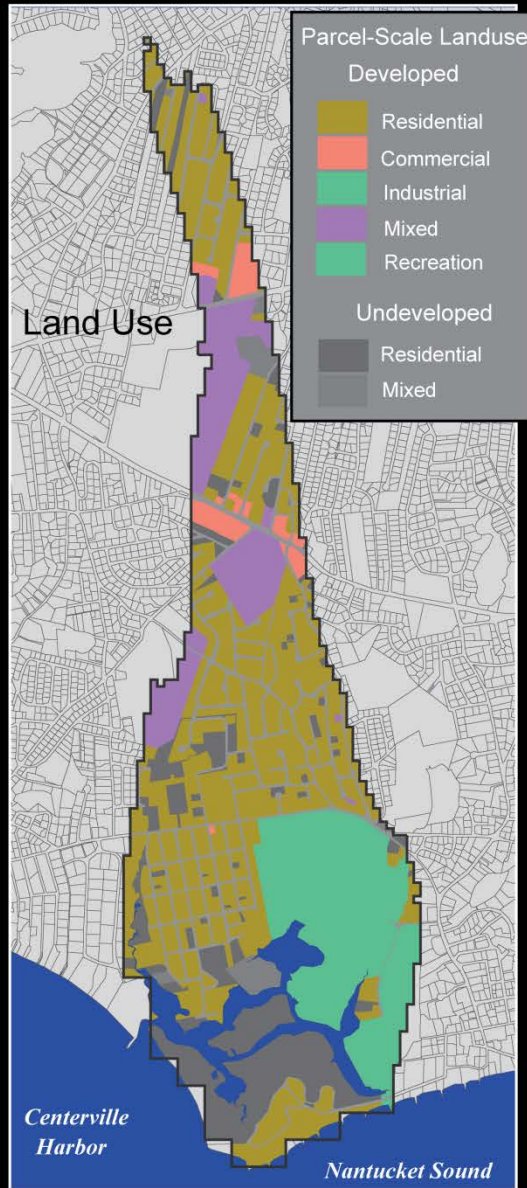 Parcel-Scale Landuse
Developed
Residential
Commercial
Industrial
Mixed
Recreation
Undeveloped
Residential
Mixed
Land Use
Centerville
Harbor
Nantucket Sound